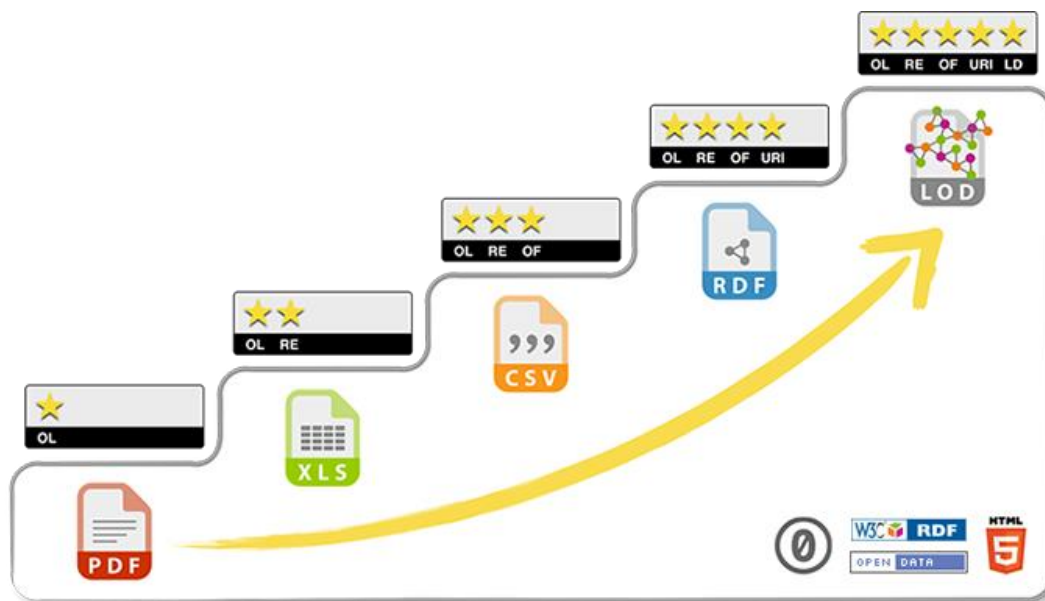 OL RE OF URI LD
OL RE OF URI
LOD
OL RE OF
RDF
OL RE
,,, 
CSV
OL
XLS
PDF
0
W3C RDF
OPEN DATA
HTML
5